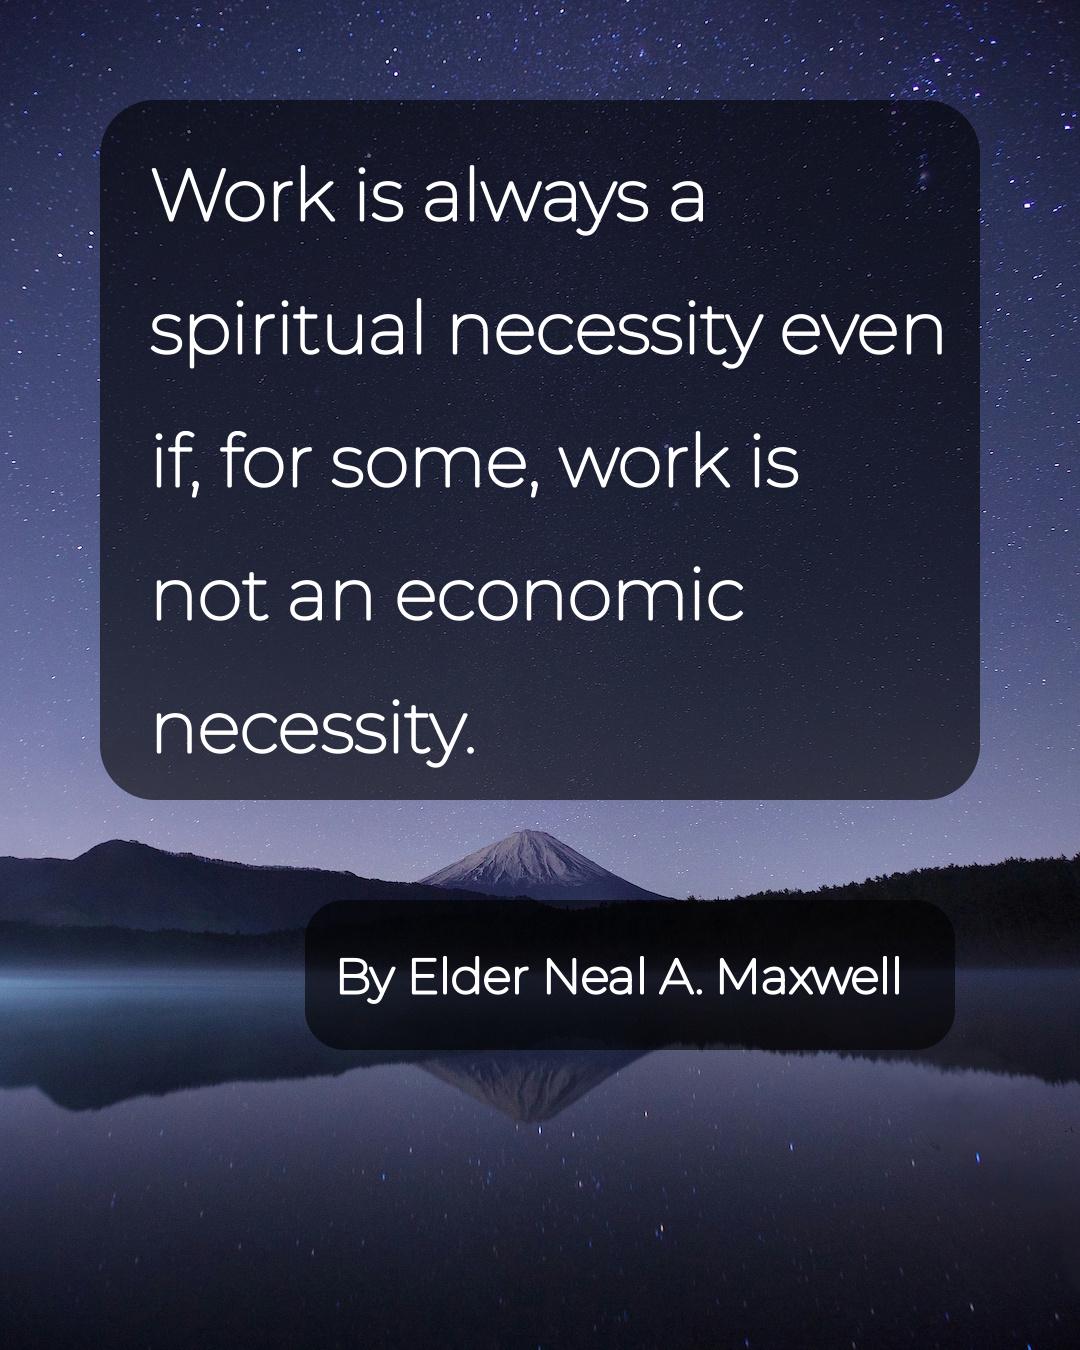 Work is always a
spiritual necessity even
if, for some, work is
not an economic
necessity.
By Elder Neal A. Maxwell